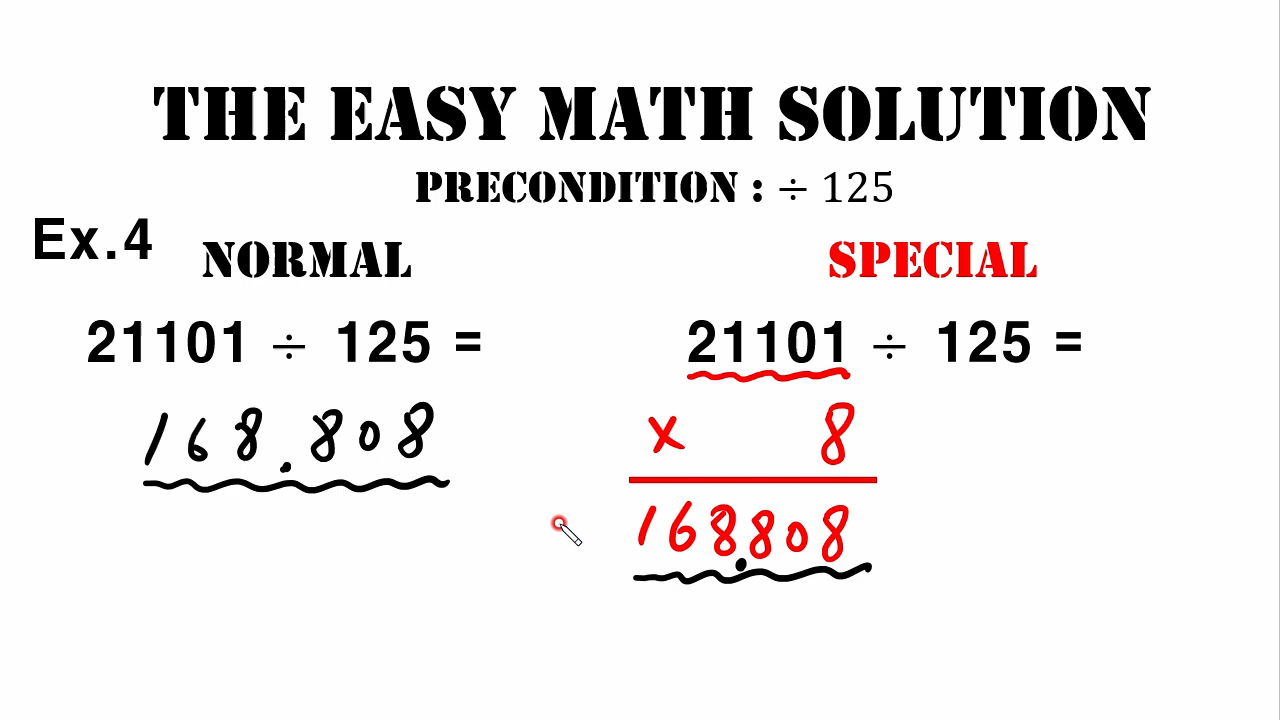 THE EASY MATH SOLUTION
PRECONDITION : ÷ 125
Ex.4
NORMAL
SPECIAL
21101 ÷ 125 =
168.808
21101 ÷ 125 =
× 8
168.808